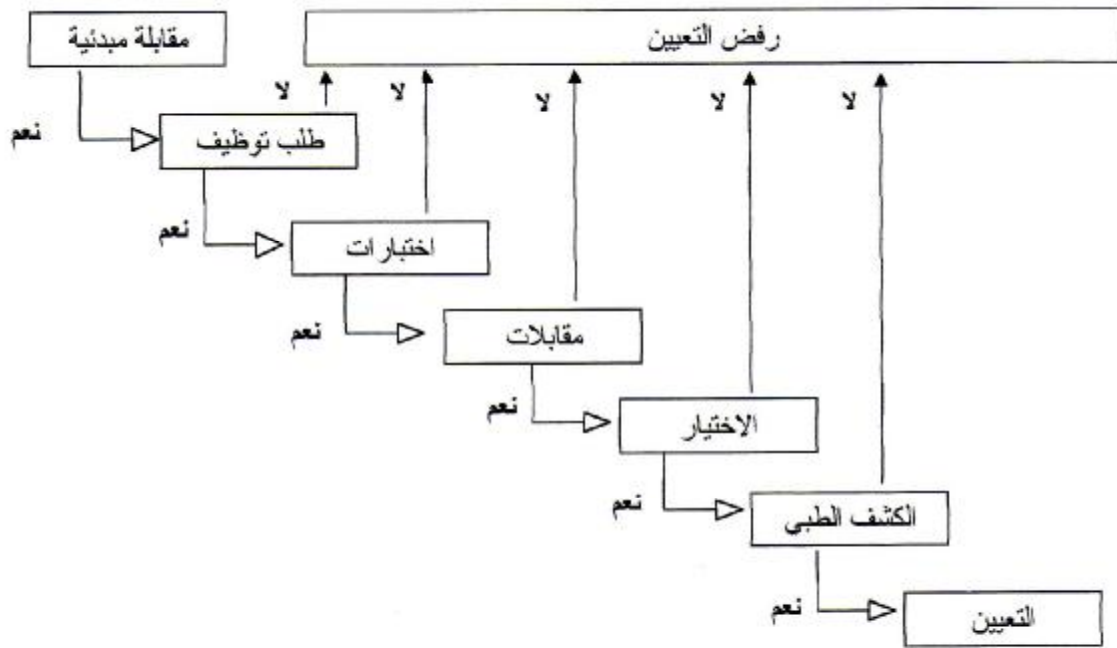 مقابلة مبدئية
رفض التعيين
لا
لا
لا
لا
لا
نعم
طلب توظيف
نعم
اختبارات
نعم
مقابلات
نعم
الاختيار
نعم
الكشف الطبي
نعم
التعيين